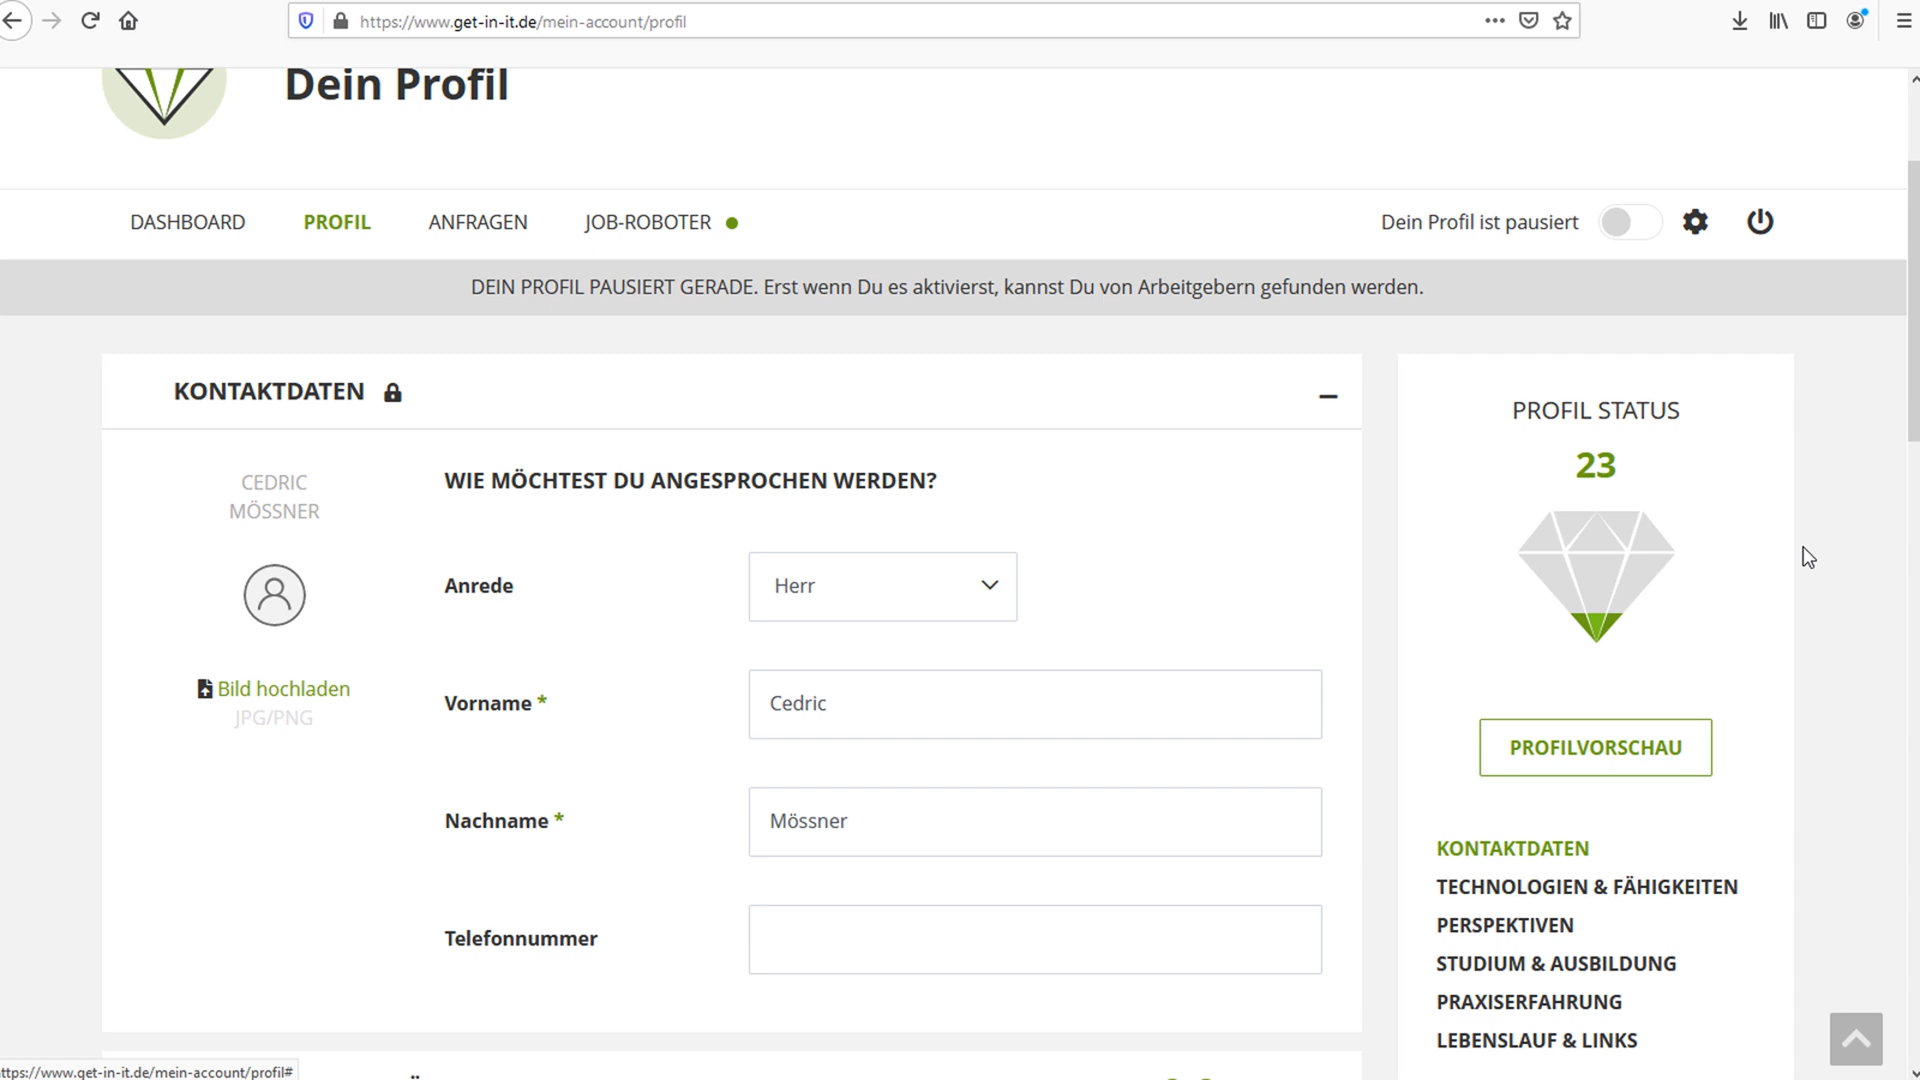 https://www.get-in-it.de/mein-account/profil
Dein Profil
DASHBOARD PROFIL ANFRAGEN JOB-ROBOTER Dein Profil ist pausiert
DEIN PROFIL PAUSIERT GERADE. Erst wenn Du es aktivierst, kannst Du von Arbeitgebern gefunden werden.
KONTAKTDATEN
CEDRIC
MÖSSNER
Bild hochladen
JPG/PNG
WIE MÖCHTEST DU ANGESPROCHEN WERDEN?
Anrede Herr
Vorname * Cedric
Nachname * Mössner
Telefonnummer
PROFIL STATUS
23
PROFILVORSCHAU
KONTAKTDATEN
TECHNOLOGIEN & FÄHIGKEITEN
PERSPEKTIVEN
STUDIUM & AUSBILDUNG
PRAXISERFAHRUNG
LEBENSLAUF & LINKS
ttps://www.get-in-it.de/mein-account/profil#